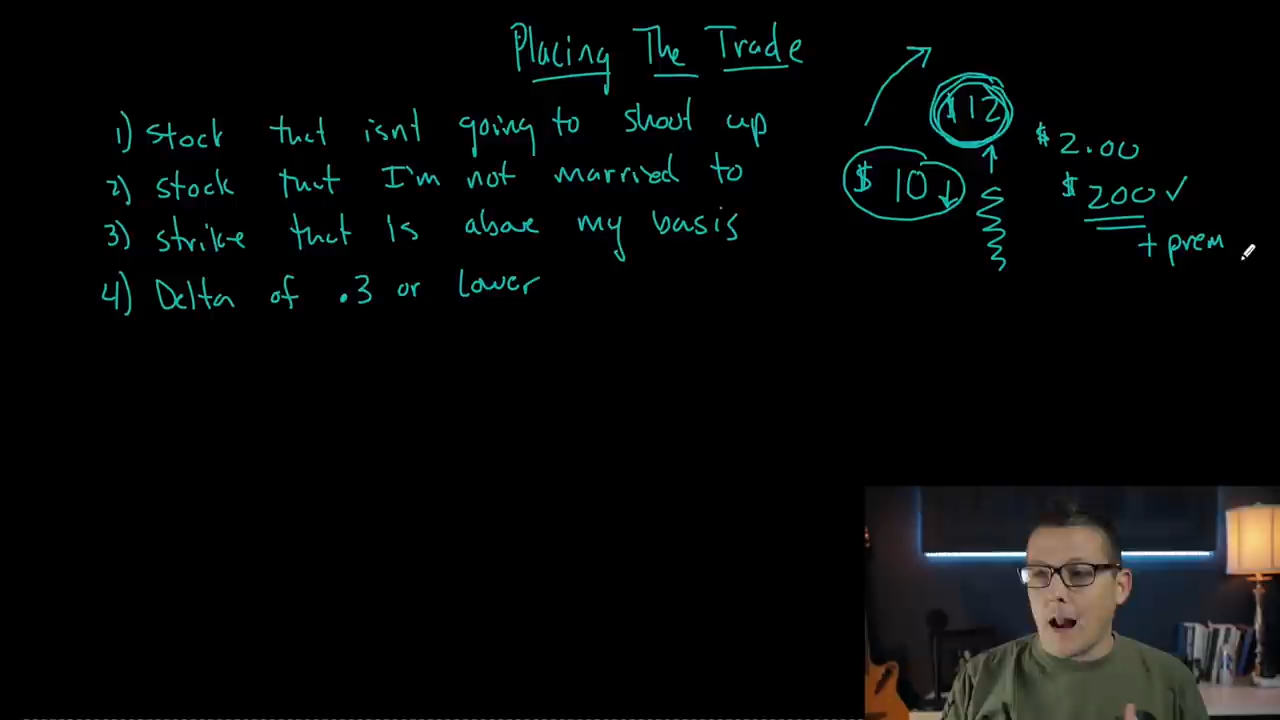 Placing The Trade
1) stock that isnt going to shoot up
2) stock that I'm not married to
3) strike that is above my basis
4) Delta of .3 or lower
$12
$10↓
$2.00
$200✓
+ prem